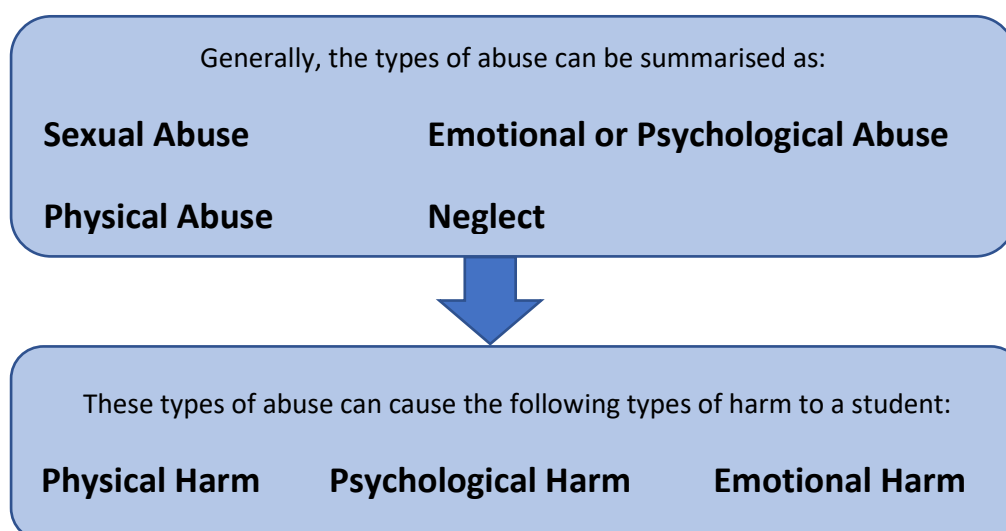 Generally, the types of abuse can be summarised as:
Sexual Abuse Emotional or Psychological Abuse
Physical Abuse Neglect
These types of abuse can cause the following types of harm to a student:
Physical Harm Psychological Harm Emotional Harm